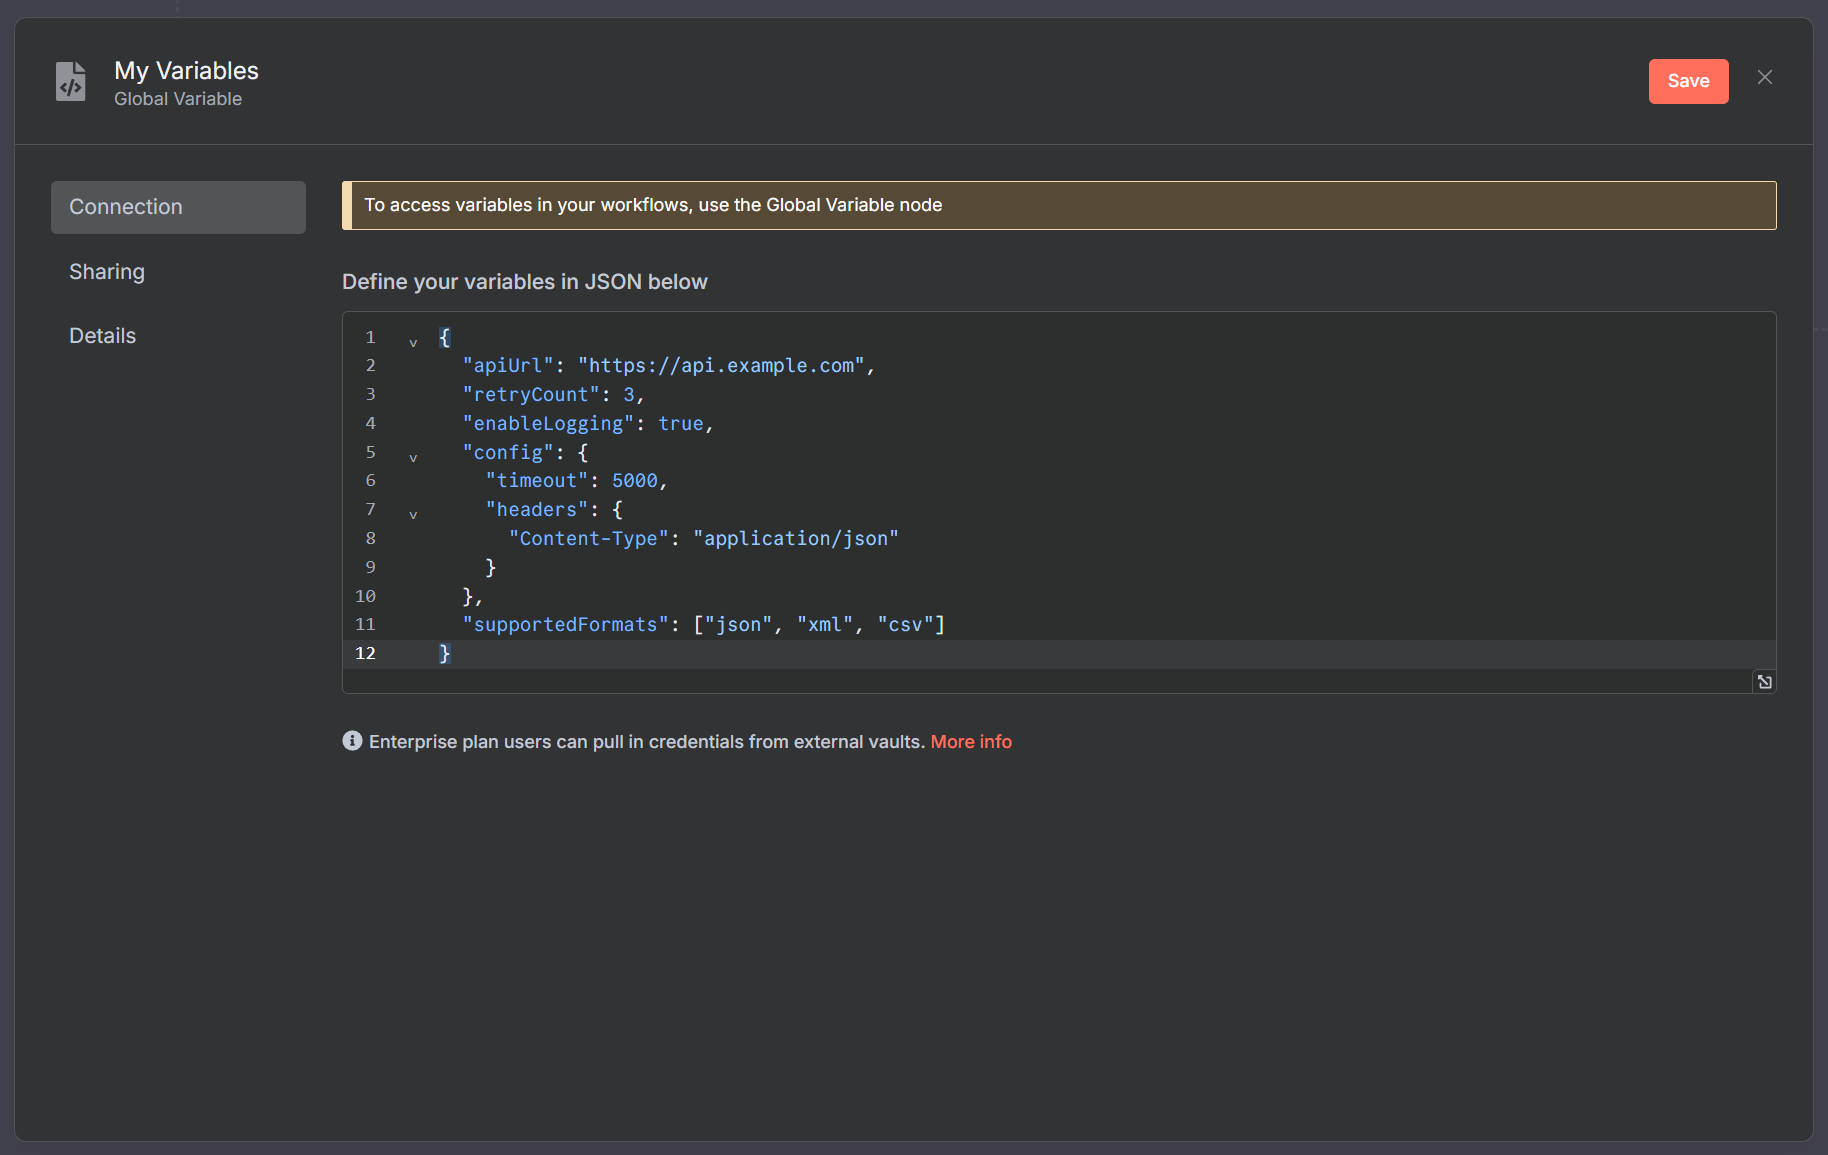 My Variables
Global Variable
Save
Connection
Sharing
Details
To access variables in your workflows, use the Global Variable node
Define your variables in JSON below
1 {
2 "apiUrl": "https://api.example.com",
3 "retryCount": 3,
4 "enableLogging": true,
5 "config": {
6 "timeout": 5000,
7 "headers": {
8 "Content-Type": "application/json"
9 }
10 },
11 "supportedFormats": ["json", "xml", "csv"]
12 }
Enterprise plan users can pull in credentials from external vaults. More info